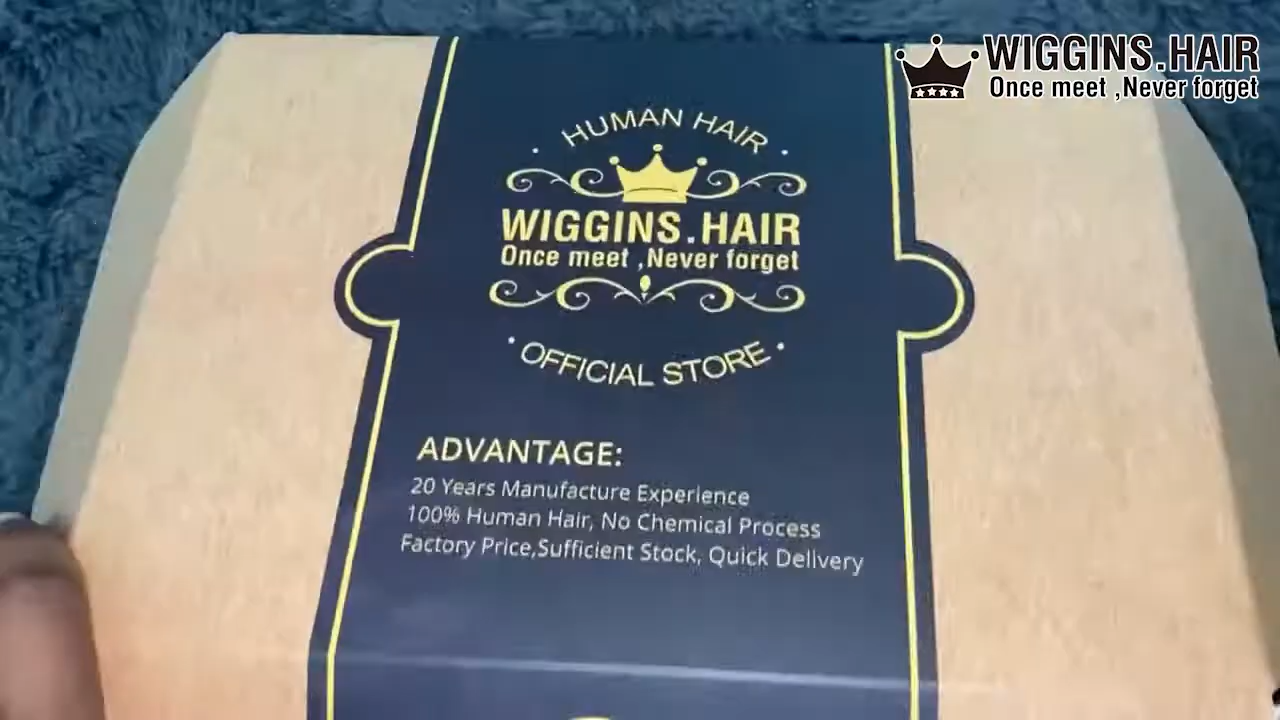 WIGGINS.HAIR
Once meet ,Never forget
HUMAN HAIR
WIGGINS.HAIR
Once meet ,Never forget
OFFICIAL STORE
ADVANTAGE:
20 Years Manufacture Experience
100% Human Hair, No Chemical Process
Factory Price,Sufficient Stock, Quick Delivery